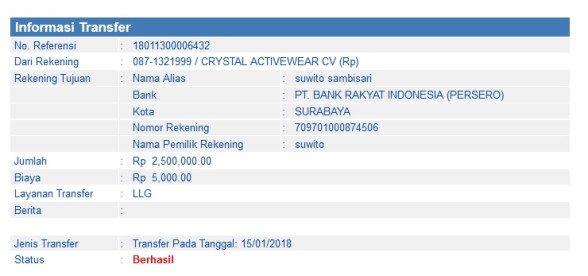 Informasi Transfer
No. Referensi : 18011300006432
Dari Rekening : 087-1321999 / CRYSTAL ACTIVEWEAR CV (Rp)
Rekening Tujuan : Nama Alias : suwito sambisari
Bank : PT. BANK RAKYAT INDONESIA (PERSERO)
Kota : SURABAYA
Nomor Rekening : 709701000874506
Nama Pemilik Rekening : suwito
Jumlah : Rp 2,500,000.00
Biaya : Rp 5,000.00
Layanan Transfer : LLG
Berita :
Jenis Transfer : Transfer Pada Tanggal: 15/01/2018
Status : Berhasil